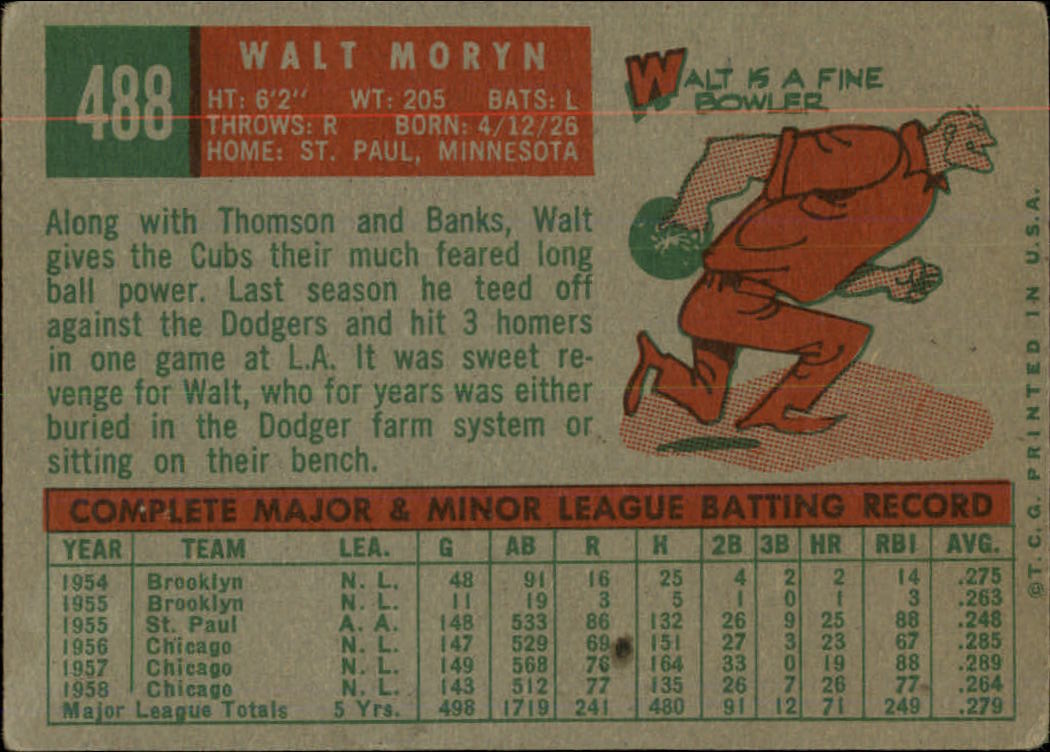 488
WALT MORYN
HT: 6'2" WT: 205 BATS: L
THROWS: R BORN: 4/12/26
HOME: ST. PAUL, MINNESOTA
WALT IS A FINE
BOWLER
Along with Thomson and Banks, Walt
gives the Cubs their much feared long
ball power. Last season he teed off
against the Dodgers and hit 3 homers
in one game at L.A. It was sweet re-
venge for Walt, who for years was either
buried in the Dodger farm system or
sitting on their bench.
COMPLETE MAJOR & MINOR LEAGUE BATTING RECORD
YEAR TEAM LEA. G AB R H 2B 3B HR RBI AVG.
1954 Brooklyn N. L. 48 91 16 25 4 2 2 14 .275
1955 Brooklyn N. L. 11 19 3 5 1 0 1 3 .263
1955 St. Paul A. A. 148 533 86 132 26 9 25 88 .248
1956 Chicago N. L. 147 529 69 151 27 3 23 67 .285
1957 Chicago N. L. 149 568 76 164 33 0 19 88 .289
1958 Chicago N. L. 143 512 77 135 26 7 26 77 .264
Major League Totals 5 Yrs. 498 1719 241 480 91 12 71 249 .279
©T. C. G. PRINTED IN U.S.A.